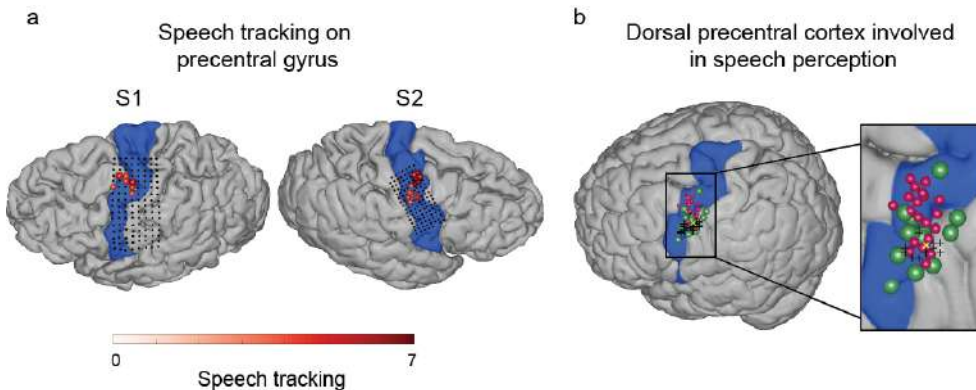 a
Speech tracking on
precentral gyrus
S1
S2
0
7
Speech tracking
b
Dorsal precentral cortex involved
in speech perception